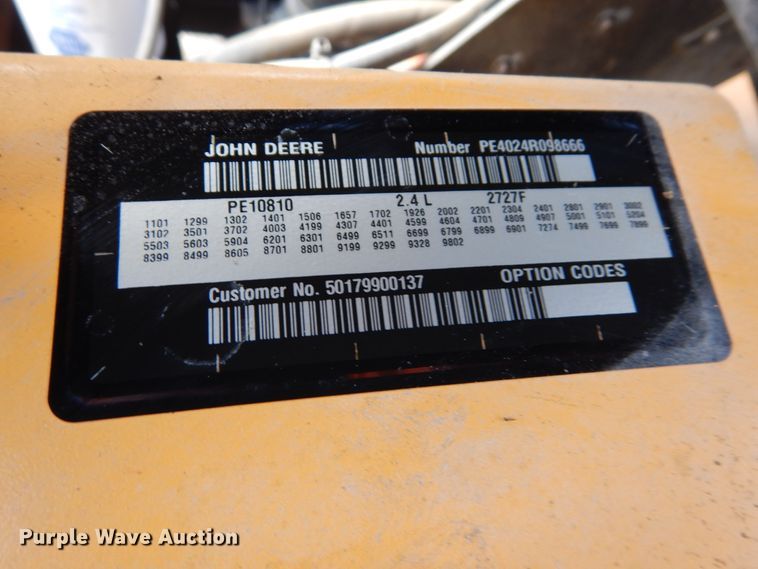 JOHN DEERE Number PE4024R098666
PE10810 2.4 L 2727F
1101 1299 1302 1401 1506 1657 1702 1926 2002 2201 2304 2401 2801 2901 3002
3102 3501 3702 4003 4199 4307 4401 4599 4604 4701 4809 4907 5001 5101 5204
5503 5603 5904 6201 6301 6499 6511 6699 6799 6899 6901 7274 7499 7699 7899
8399 8499 8605 8701 8801 9199 9299 9328 9802
Customer No. 50179900137 OPTION CODES
Purple Wave Auction